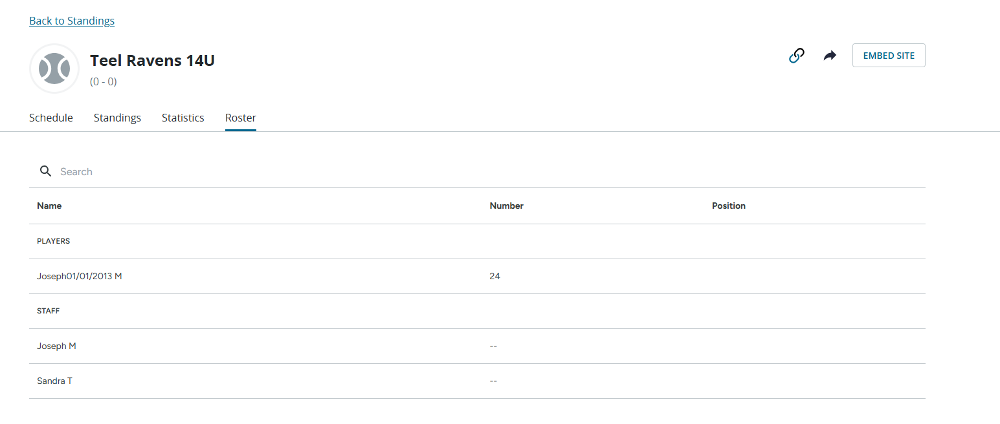 Back to Standings
Teel Ravens 14U
EMBED SITE
(0 - 0)
Schedule Standings Statistics Roster
Search
Name Number Position
PLAYERS
Joseph01/01/2013 M 24
STAFF
Joseph M --
Sandra T --